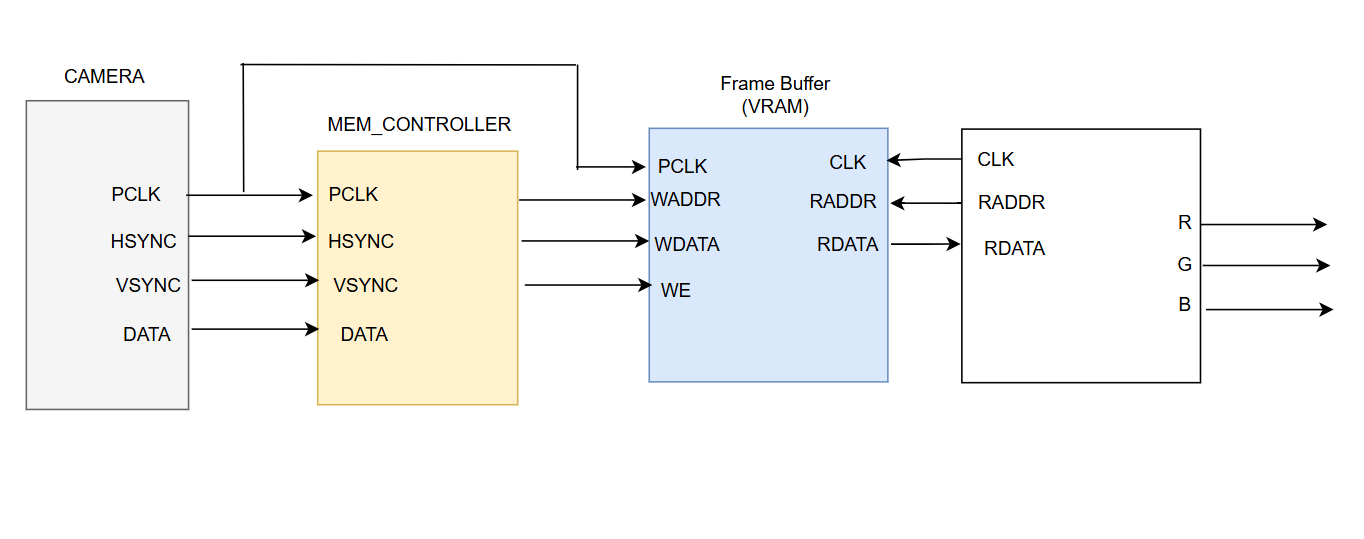 CAMERA
PCLK
HSYNC
VSYNC
DATA
MEM_CONTROLLER
PCLK
HSYNC
VSYNC
DATA
Frame Buffer
(VRAM)
PCLK
WADDR
WDATA
WE
CLK
RADDR
RDATA
CLK
RADDR
RDATA
R
G
B